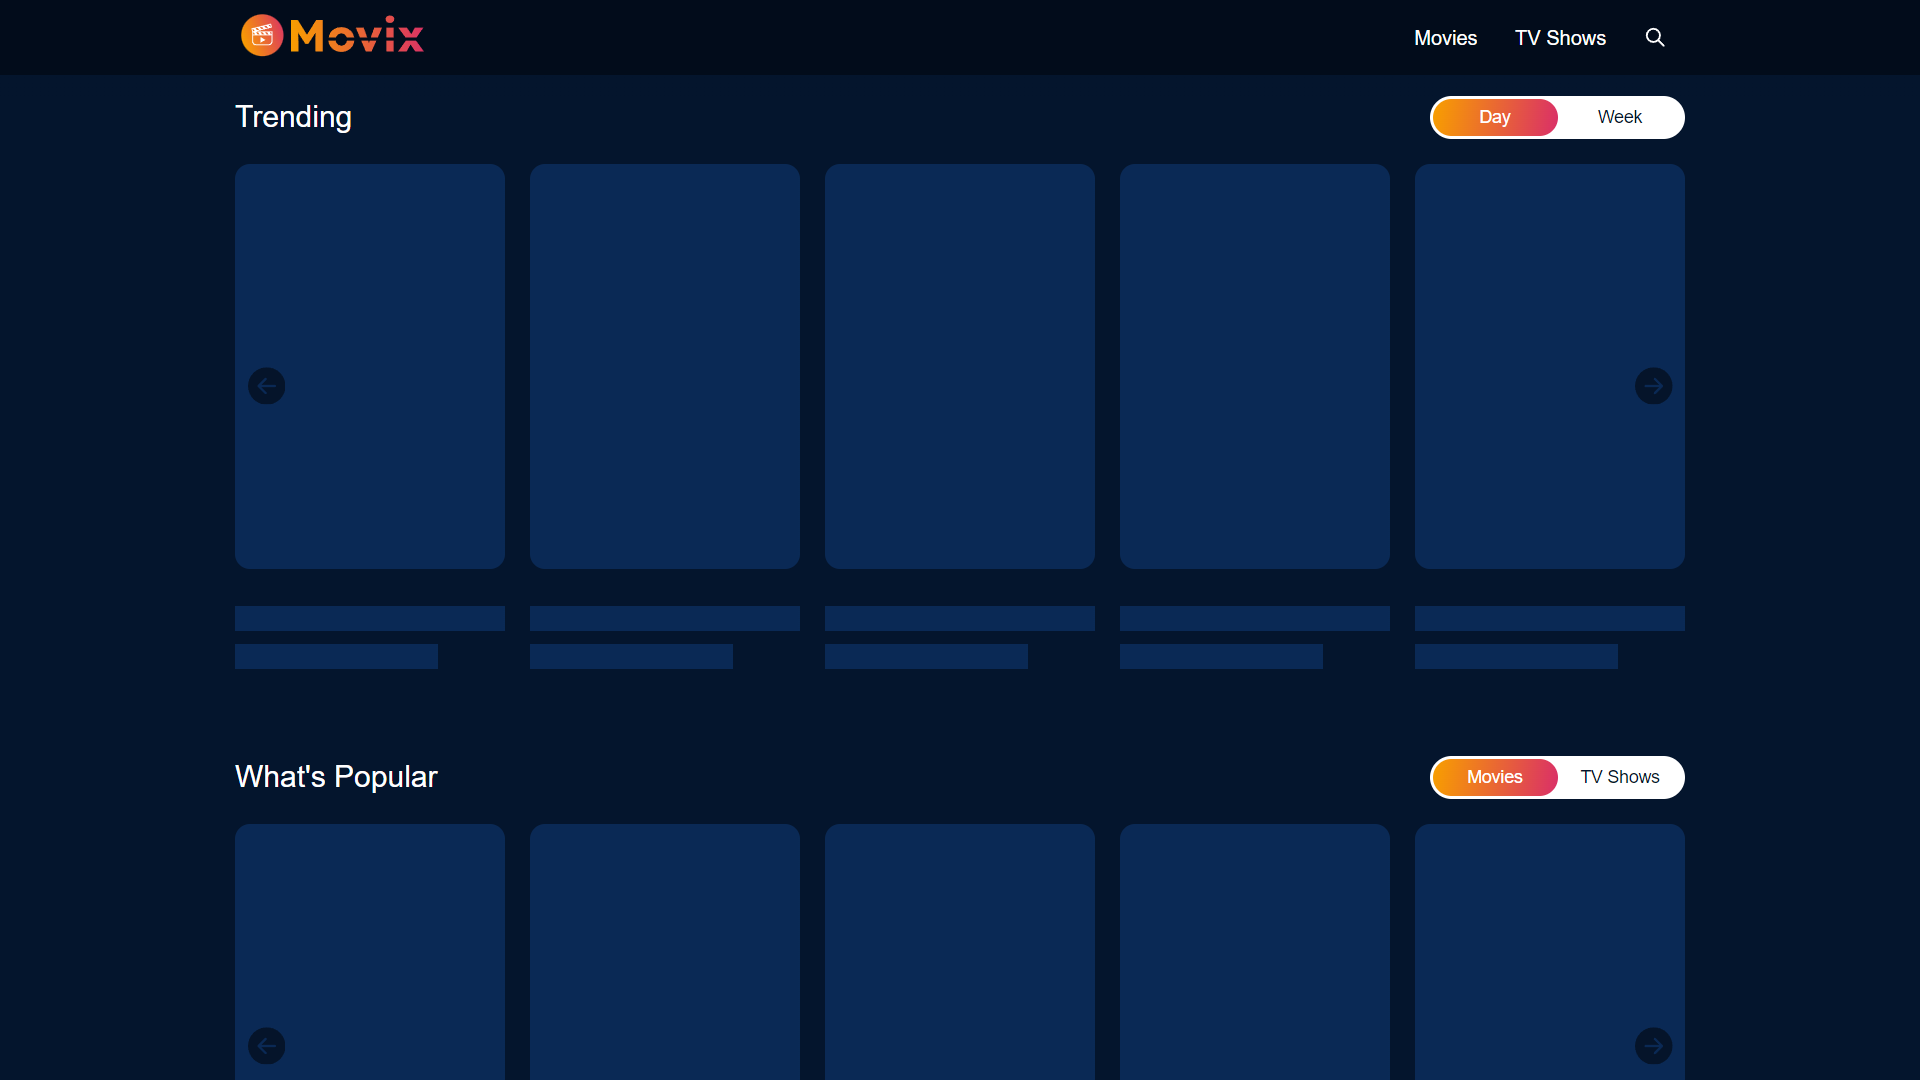 Movix
Movies TV Shows
Trending
Day Week
What's Popular
Movies TV Shows